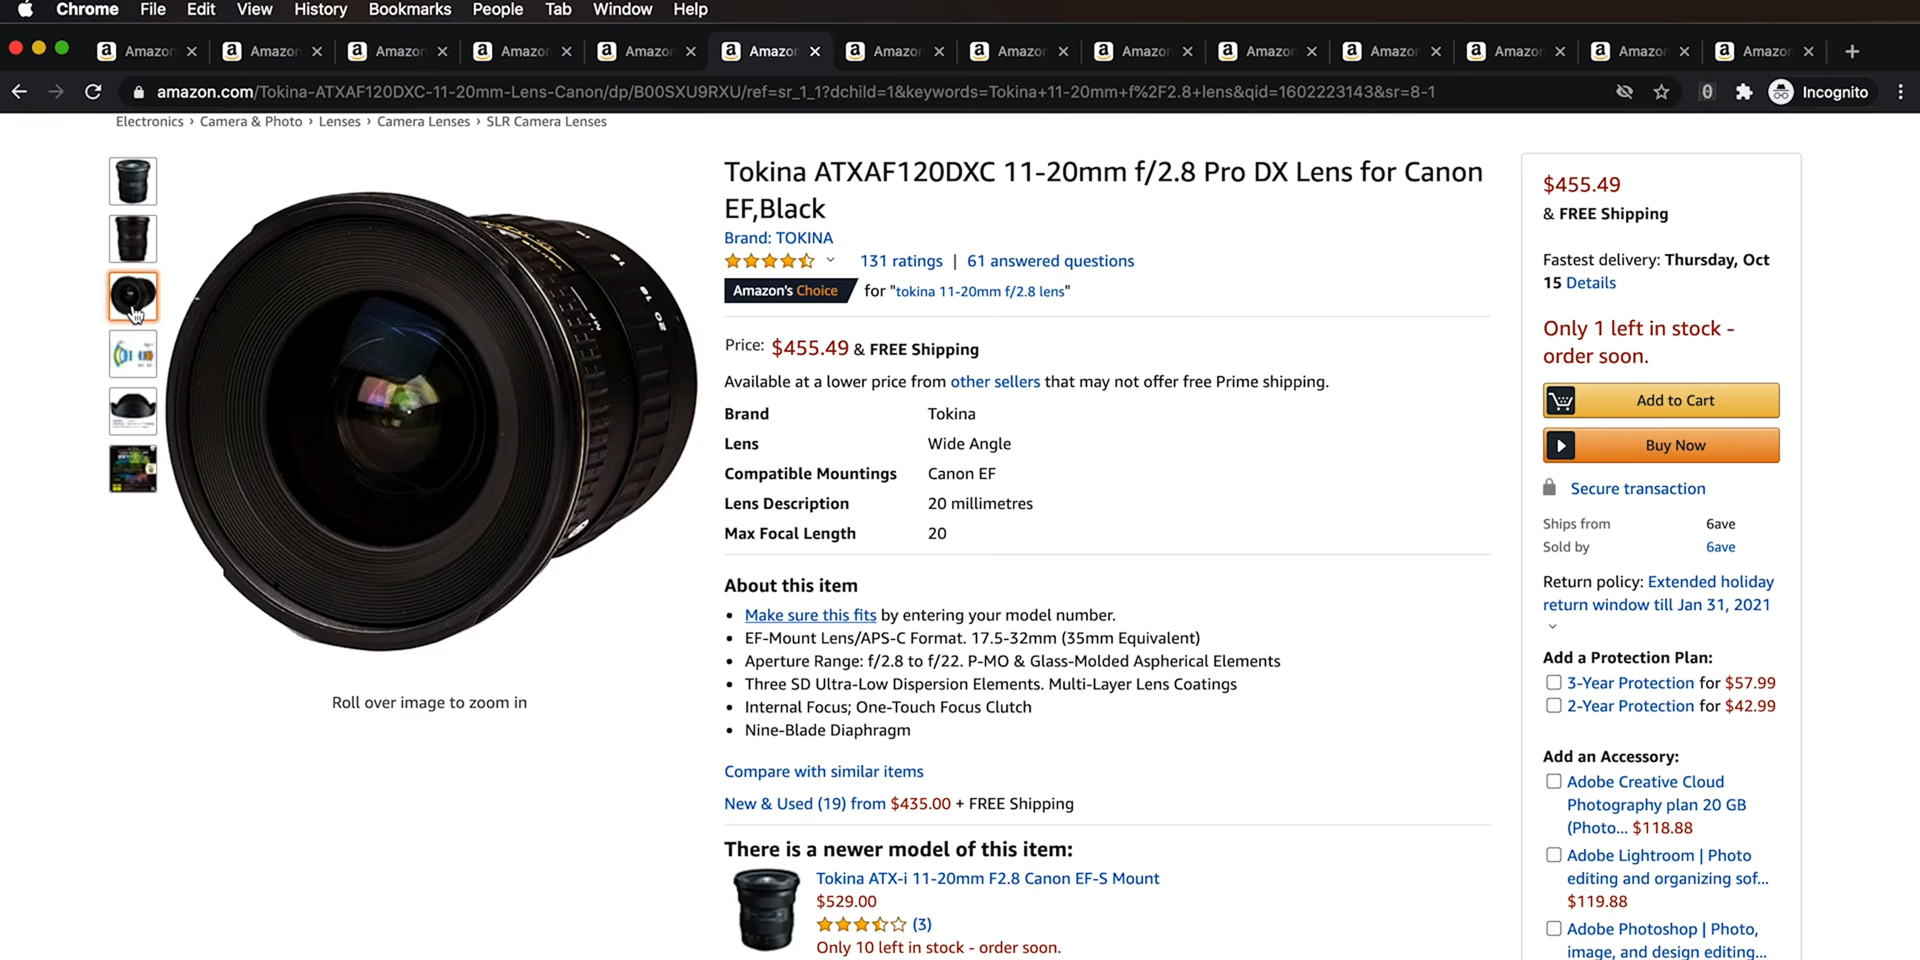 Chrome File Edit View History Bookmarks People Tab Window Help
Amazon Amazon Amazon Amazon Amazon Amazon Amazon Amazon Amazon Amazon Amazon Amazon Amazon Amazon
amazon.com/Tokina-ATXAF120DXC-11-20mm-Lens-Canon/dp/B00SXU9RXU/ref=sr_1_1?dchild=1&keywords=Tokina+11-20mm+f%2F2.8+lens&qid=1602223143&sr=8-1 Incognito
Electronics › Camera & Photo › Lenses › Camera Lenses › SLR Camera Lenses
Roll over image to zoom in
Tokina ATXAF120DXC 11-20mm f/2.8 Pro DX Lens for Canon
EF,Black
Brand: TOKINA
131 ratings | 61 answered questions
Amazon's Choice for "tokina 11-20mm f/2.8 lens"
Price: $455.49 & FREE Shipping
Available at a lower price from other sellers that may not offer free Prime shipping.
Brand Tokina
Lens Wide Angle
Compatible Mountings Canon EF
Lens Description 20 millimetres
Max Focal Length 20
About this item
• Make sure this fits by entering your model number.
• EF-Mount Lens/APS-C Format. 17.5-32mm (35mm Equivalent)
• Aperture Range: f/2.8 to f/22. P-MO & Glass-Molded Aspherical Elements
• Three SD Ultra-Low Dispersion Elements. Multi-Layer Lens Coatings
• Internal Focus; One-Touch Focus Clutch
• Nine-Blade Diaphragm
Compare with similar items
New & Used (19) from $435.00 + FREE Shipping
There is a newer model of this item:
Tokina ATX-i 11-20mm F2.8 Canon EF-S Mount
$529.00
(3)
Only 10 left in stock - order soon.
$455.49
& FREE Shipping
Fastest delivery: Thursday, Oct
15 Details
Only 1 left in stock -
order soon.
Add to Cart
Buy Now
Secure transaction
Ships from 6ave
Sold by 6ave
Return policy: Extended holiday
return window till Jan 31, 2021
Add a Protection Plan:
3-Year Protection for $57.99
2-Year Protection for $42.99
Add an Accessory:
Adobe Creative Cloud
Photography plan 20 GB
(Photo... $118.88
Adobe Lightroom | Photo
editing and organizing sof...
$119.88
Adobe Photoshop | Photo,
image, and design editing...